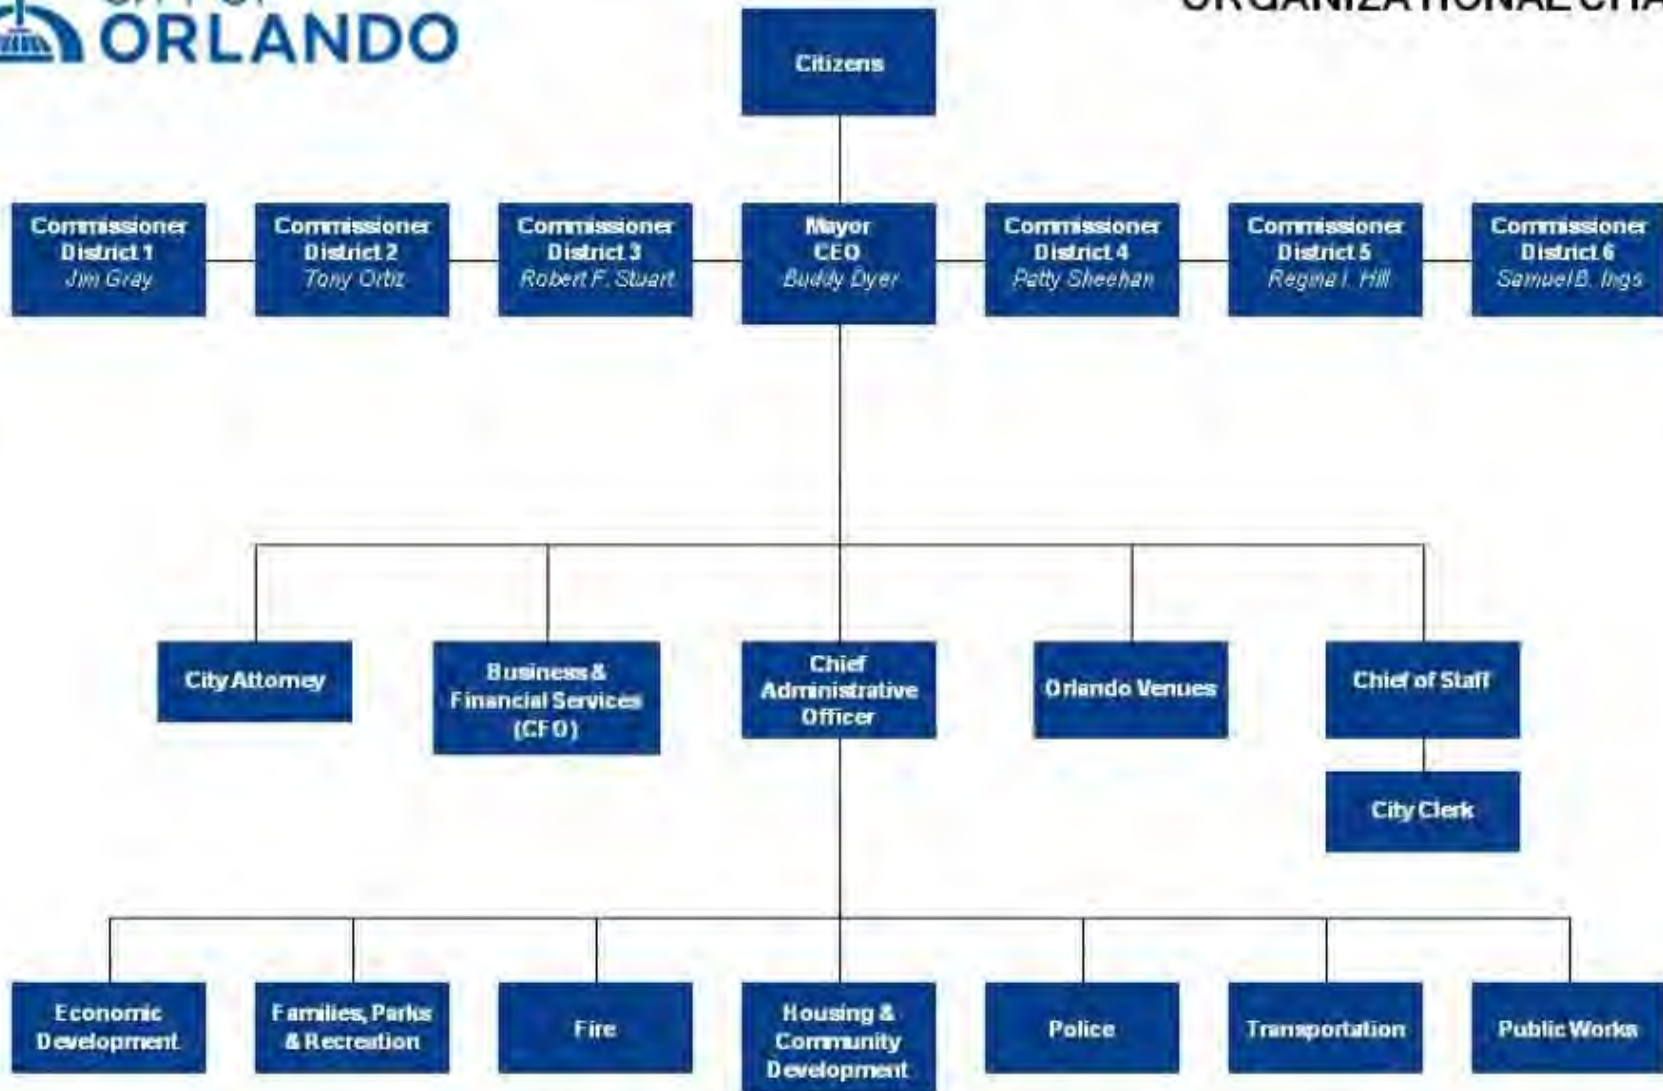 ORLANDO
Citizens
Commissioner
District 1
Jim Gray
Commissioner
District 2
Tony Ortiz
Commissioner
District 3
Robert F. Stuart
Mayor
CEO
Buddy Dyer
Commissioner
District 4
Patty Sheehan
Commissioner
District 5
Regina I. Hill
Commissioner
District 6
Samuel B. Ings
City Attorney
Business &
Financial Services
(CFO)
Chief
Administrative
Officer
Orlando Venues
Chief of Staff
City Clerk
Economic
Development
Families, Parks
& Recreation
Fire
Housing &
Community
Development
Police
Transportation
Public Works